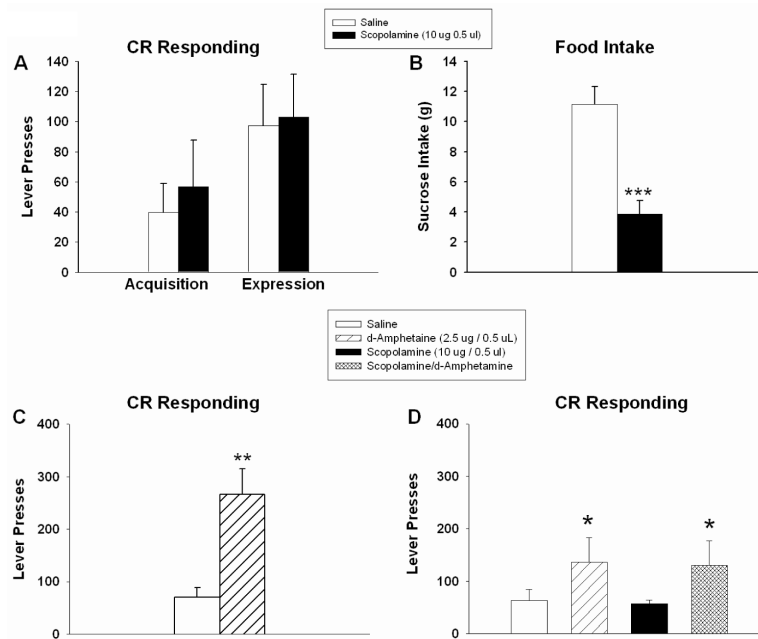 Saline
Scopolamine (10 ug 0.5 ul)
A
CR Responding
Lever Presses
140
120
100
80
60
40
20
0
Acquisition
Expression
B
Food Intake
Sucrose Intake (g)
14
12
10
8
6
4
2
0
***
Saline
d-Amphetaine (2.5 ug / 0.5 uL)
Scopolamine (10 ug / 0.5 ul)
Scopolamine/d-Amphetamine
C
CR Responding
Lever Presses
400
300
200
100
0
**
D
CR Responding
Lever Presses
400
300
200
100
0
*
*